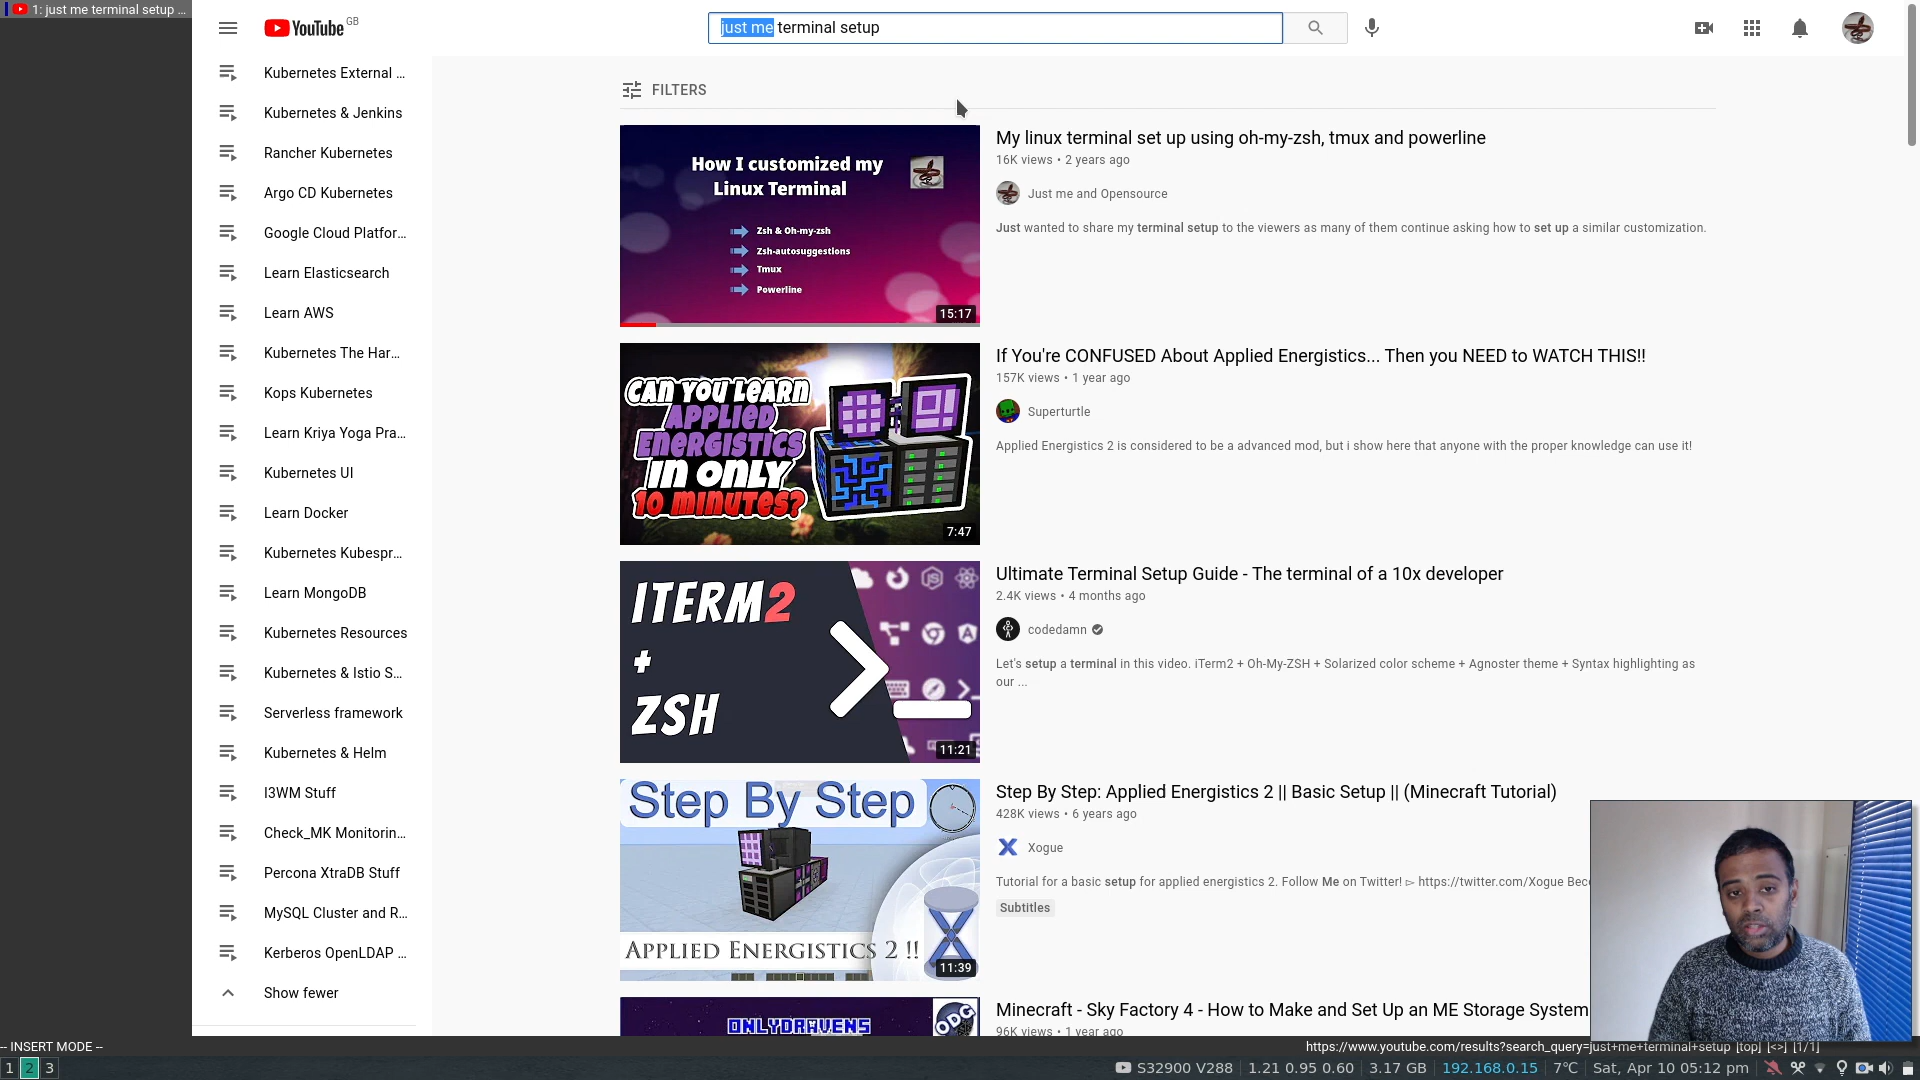 1: just me terminal setup ...
YouTube GB
just me terminal setup
Kubernetes External ...
Kubernetes & Jenkins
Rancher Kubernetes
Argo CD Kubernetes
Google Cloud Platfor...
Learn Elasticsearch
Learn AWS
Kubernetes The Har...
Kops Kubernetes
Learn Kriya Yoga Pra...
Kubernetes UI
Learn Docker
Kubernetes Kubespr...
Learn MongoDB
Kubernetes Resources
Kubernetes & Istio S...
Serverless framework
Kubernetes & Helm
I3WM Stuff
Check_MK Monitorin...
Percona XtraDB Stuff
MySQL Cluster and R...
Kerberos OpenLDAP ...
Show fewer
FILTERS
How I customized my
Linux Terminal
Zsh & Oh-my-zsh
Zsh-autosuggestions
Tmux
Powerline
15:17
My linux terminal set up using oh-my-zsh, tmux and powerline
16K views • 2 years ago
Just me and Opensource
Just wanted to share my terminal setup to the viewers as many of them continue asking how to set up a similar customization.
CAN YOU LEARN
APPLIED
ENERGISTICS
IN ONLY
10 MINUTES?
7:47
If You're CONFUSED About Applied Energistics... Then you NEED to WATCH THIS!!
157K views • 1 year ago
Superturtle
Applied Energistics 2 is considered to be a advanced mod, but i show here that anyone with the proper knowledge can use it!
ITERM2
+
ZSH
11:21
Ultimate Terminal Setup Guide - The terminal of a 10x developer
2.4K views • 4 months ago
codedamn
Let's setup a terminal in this video. iTerm2 + Oh-My-ZSH + Solarized color scheme + Agnoster theme + Syntax highlighting as
our ...
Step By Step
APPLIED ENERGISTICS 2 !!
11:39
Step By Step: Applied Energistics 2 || Basic Setup || (Minecraft Tutorial)
428K views • 6 years ago
Xogue
Tutorial for a basic setup for applied energistics 2. Follow Me on Twitter! ▻ https://twitter.com/Xogue Bec
Subtitles
ONLYDRAVENS
ODG
Minecraft - Sky Factory 4 - How to Make and Set Up an ME Storage System
96K views • 1 year ago
-- INSERT MODE --
https://www.youtube.com/results?search_query=just+me+terminal+setup [top] [<>] [1/1]
1 2 3
S32900 V288 1.21 0.95 0.60 3.17 GB 192.168.0.15 7℃ Sat, Apr 10 05:12 pm